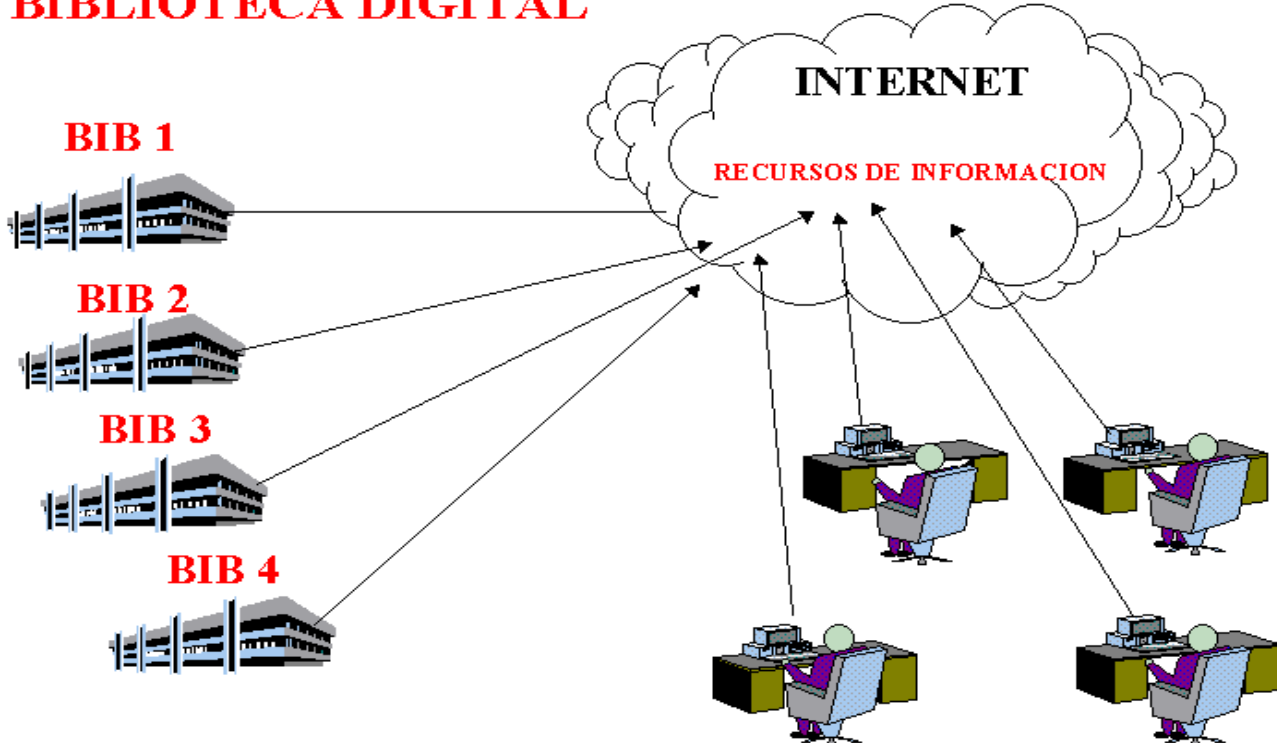 BIBLIOTECA DIGITAL
INTERNET
RECURSOS DE INFORMACION
BIB 1
BIB 2
BIB 3
BIB 4